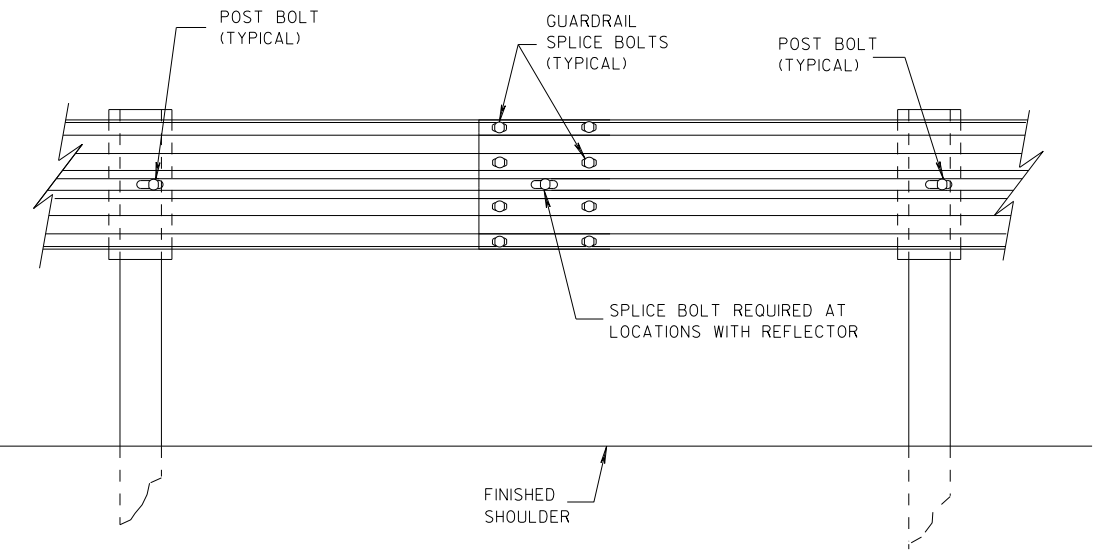 POST BOLT
(TYPICAL)
GUARDRAIL
SPLICE BOLTS
(TYPICAL)
POST BOLT
(TYPICAL)
SPLICE BOLT REQUIRED AT
LOCATIONS WITH REFLECTOR
FINISHED
SHOULDER